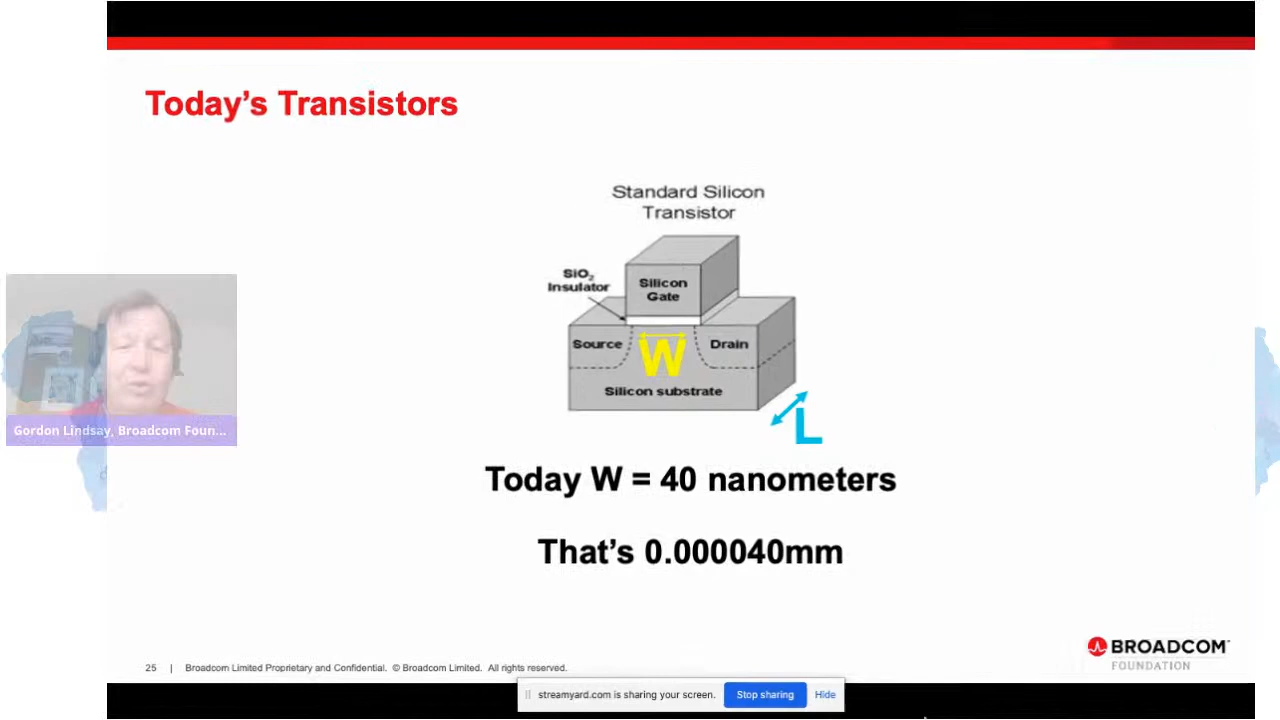 Today's Transistors
Standard Silicon
Transistor
SiO2
Insulator
Silicon
Gate
Source
W
Drain
Silicon substrate
L
Today W = 40 nanometers
That's 0.000040mm
Gordon Lindsay, Broadcom Foun...
BROADCOM
FOUNDATION
25 | Broadcom Limited Proprietary and Confidential. © Broadcom Limited. All rights reserved.
streamyard.com is sharing your screen. Stop sharing Hide